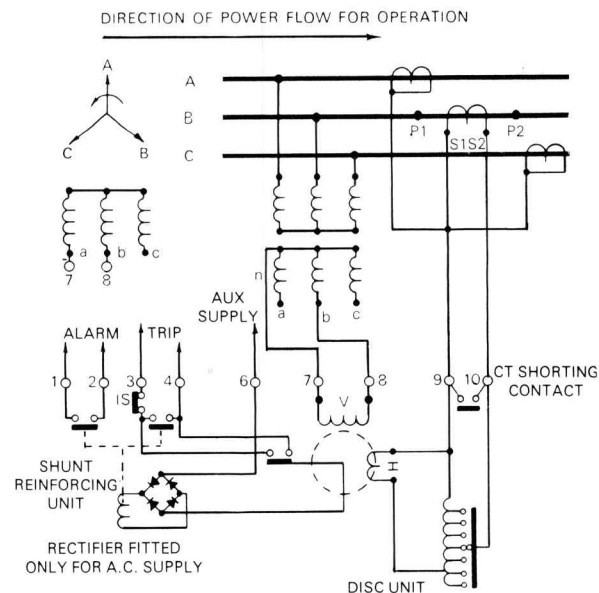 DIRECTION OF POWER FLOW FOR OPERATION
A
A
B
P1
P2
C
B
C
S1S2
a
b
c
7
8
n
a
b
c
AUX
SUPPLY
ALARM
TRIP
1
2
3
4
6
7
V
8
9
10
CT SHORTING
CONTACT
IS
I
SHUNT
REINFORCING
UNIT
RECTIFIER FITTED
ONLY FOR A.C. SUPPLY
DISC UNIT